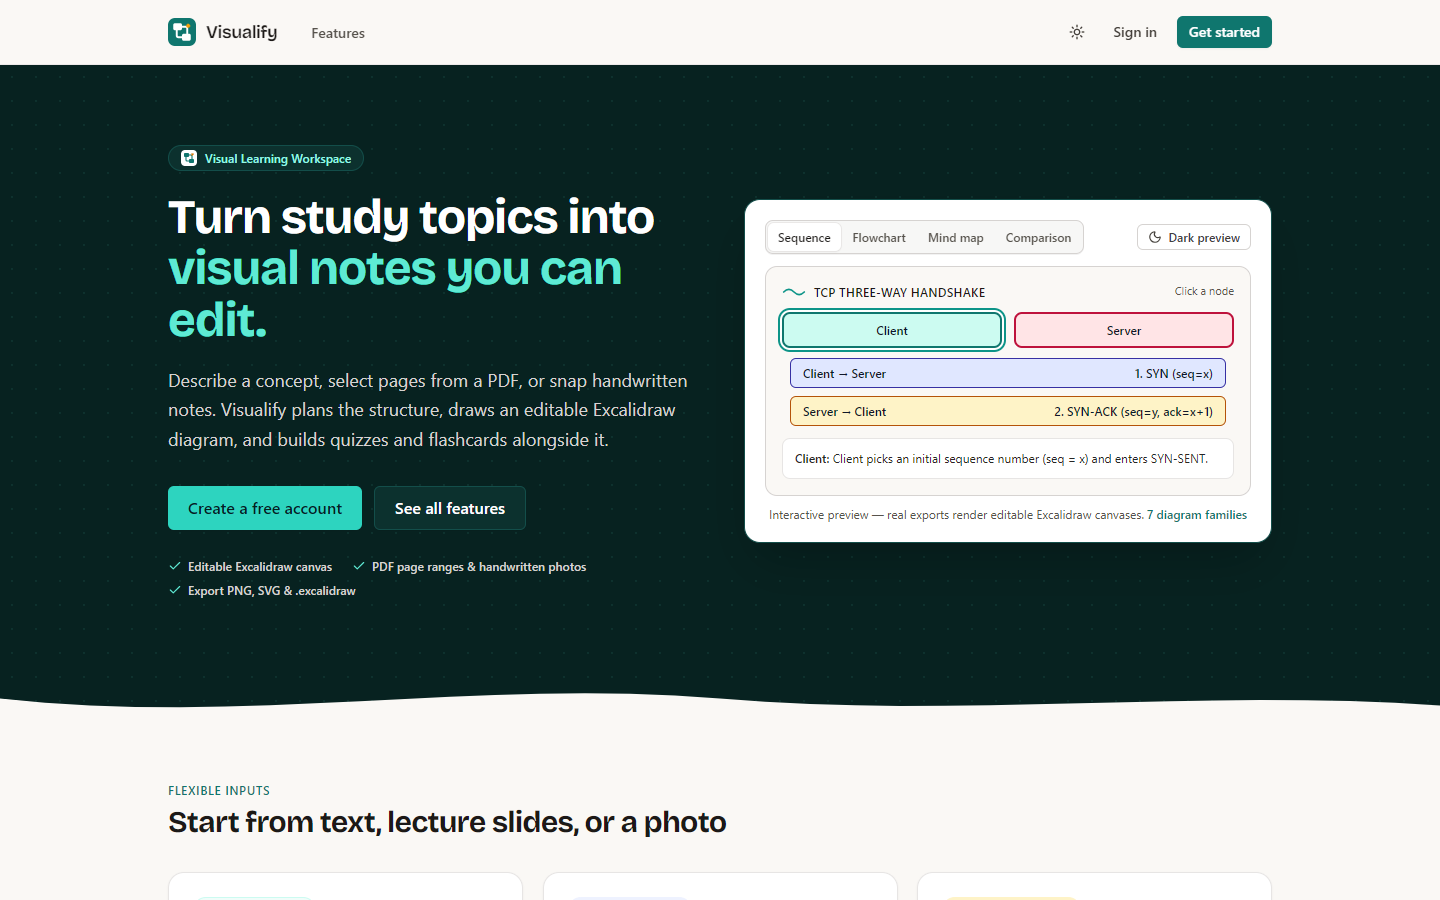 Visualify
Features
Sign in
Get started
Visual Learning Workspace
Turn study topics into
visual notes you can
edit.
Describe a concept, select pages from a PDF, or snap handwritten
notes. Visualify plans the structure, draws an editable Excalidraw
diagram, and builds quizzes and flashcards alongside it.
Create a free account
See all features
Editable Excalidraw canvas
PDF page ranges & handwritten photos
Export PNG, SVG & .excalidraw
Sequence
Flowchart
Mind map
Comparison
Dark preview
TCP THREE-WAY HANDSHAKE
Click a node
Client
Server
Client → Server
1. SYN (seq=x)
Server → Client
2. SYN-ACK (seq=y, ack=x+1)
Client: Client picks an initial sequence number (seq = x) and enters SYN-SENT.
Interactive preview — real exports render editable Excalidraw canvases. 7 diagram families
FLEXIBLE INPUTS
Start from text, lecture slides, or a photo